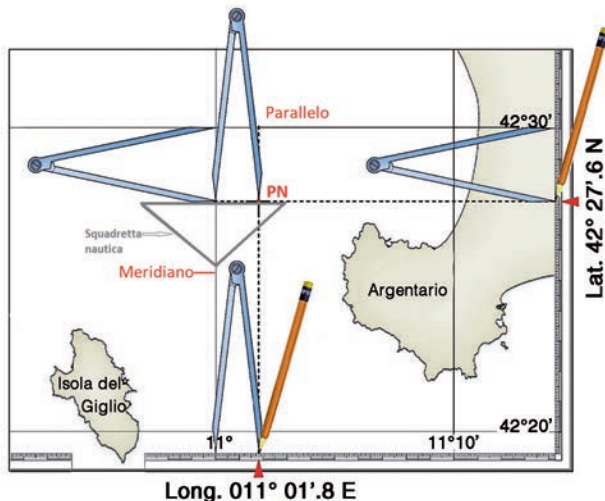 Parallelo
42°30'
PN
Squadretta
nautica
Meridiano
Argentario
Lat. 42° 27'.6 N
Isola del
Giglio
42°20'
11°
11°10'
Long. 011° 01'.8 E